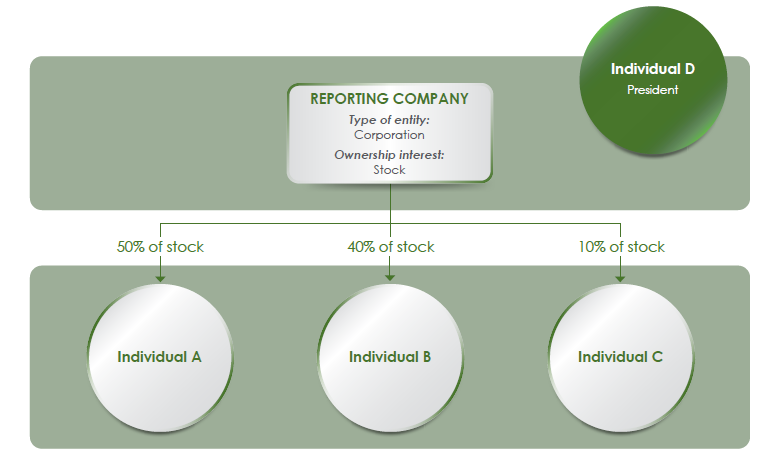 Individual D
President
REPORTING COMPANY
Type of entity:
Corporation
Ownership interest:
Stock
50% of stock
40% of stock
10% of stock
Individual A
Individual B
Individual C